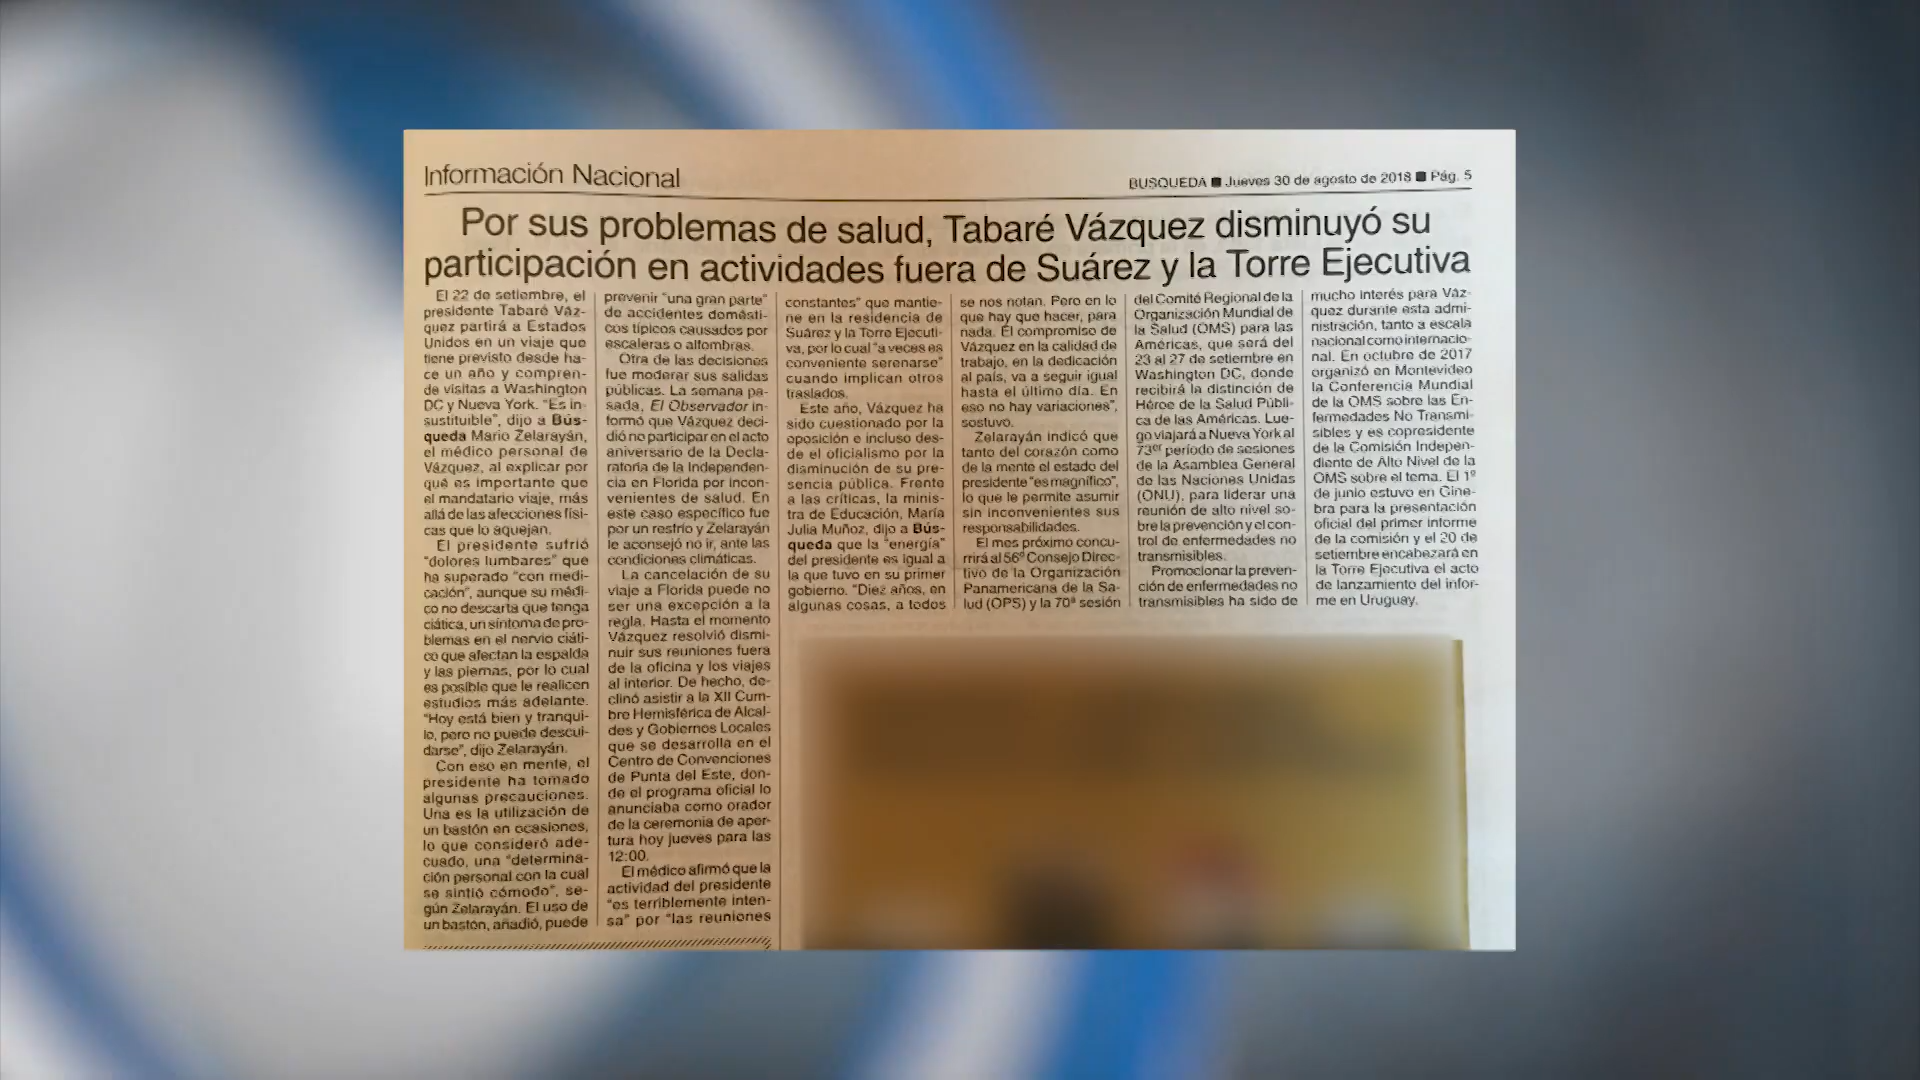 Información Nacional
BUSQUEDA ■ Jueves 30 de agosto de 2018 ■ Pág. 5
Por sus problemas de salud, Tabaré Vázquez disminuyó su
participación en actividades fuera de Suárez y la Torre Ejecutiva
El 22 de setiembre, el
presidente Tabaré Váz-
quez partirá a Estados
Unidos en un viaje que
tiene previsto desde ha-
ce un año y compren-
de visitas a Washington
DC y Nueva York. "Es in-
sustituible", dijo a Bús-
queda Mario Zelarayán,
el médico personal de
Vázquez, al explicar por
qué es importante que
el mandatario viaje, más
allá de las afecciones físi-
cas que lo aquejan.
El presidente sufrió
"dolores lumbares" que
ha superado "con medi-
cación", aunque su médi-
co no descarta que tenga
ciática, un síntoma de pro-
blemas en el nervio ciáti-
co que afectan la espalda
y las piernas, por lo cual
es posible que le realicen
estudios más adelante.
"Hoy está bien y tranqui-
lo, pero no puede descui-
darse", dijo Zelarayán.
Con eso en mente, el
presidente ha tomado
algunas precauciones.
Una es la utilización de
un bastón en ocasiones,
lo que consideró ade-
cuado, una "determina-
ción personal con la cual
se sintió cómodo", se-
gún Zelarayán. El uso de
un bastón, añadió, puede
prevenir "una gran parte"
de accidentes domésti-
cos típicos causados por
escaleras o alfombras.
Otra de las decisiones
fue moderar sus salidas
públicas. La semana pa-
sada, El Observador in-
formó que Vázquez deci-
dió no participar en el acto
aniversario de la Decla-
ratoria de la Independen-
cia en Florida por incon-
venientes de salud. En
este caso específico fue
por un resfrío y Zelarayán
le aconsejó no ir, ante las
condiciones climáticas.
La cancelación de su
viaje a Florida puede no
ser una excepción a la
regla. Hasta el momento
Vázquez resolvió dismi-
nuir sus reuniones fuera
de la oficina y los viajes
al interior. De hecho, de-
clinó asistir a la XII Cum-
bre Hemisférica de Alcal-
des y Gobiernos Locales
que se desarrolla en el
Centro de Convenciones
de Punta del Este, don-
de el programa oficial lo
anunciaba como orador
de la ceremonia de aper-
tura hoy jueves para las
12:00.
El médico afirmó que la
actividad del presidente
"es terriblemente inten-
sa" por "las reuniones
constantes" que mantie-
ne en la residencia de
Suárez y la Torre Ejecuti-
va, por lo cual "a veces es
conveniente serenarse"
cuando implican otros
traslados.
Este año, Vázquez ha
sido cuestionado por la
oposición e incluso des-
de el oficialismo por la
disminución de su pre-
sencia pública. Frente
a las críticas, la minis-
tra de Educación, María
Julia Muñoz, dijo a Bús-
queda que la "energía"
del presidente es igual a
la que tuvo en su primer
gobierno. "Diez años, en
algunas cosas, a todos
se nos notan. Pero en lo
que hay que hacer, para
nada. El compromiso de
Vázquez en la calidad de
trabajo, en la dedicación
al país, va a seguir igual
hasta el último día. En
eso no hay variaciones",
sostuvo.
Zelarayán indicó que
tanto del corazón como
de la mente el estado del
presidente "es magnífico",
lo que le permite asumir
sin inconvenientes sus
responsabilidades.
El mes próximo concu-
rrirá al 56º Consejo Direc-
tivo de la Organización
Panamericana de la Sa-
lud (OPS) y la 70ª sesión
del Comité Regional de la
Organización Mundial de
la Salud (OMS) para las
Américas, que será del
23 al 27 de setiembre en
Washington DC, donde
recibirá la distinción de
Héroe de la Salud Públi-
ca de las Américas. Lue-
go viajará a Nueva York al
73er período de sesiones
de la Asamblea General
de las Naciones Unidas
(ONU), para liderar una
reunión de alto nivel so-
bre la prevención y el con-
trol de enfermedades no
transmisibles.
Promocionar la preven-
ción de enfermedades no
transmisibles ha sido de
mucho interés para Váz-
quez durante esta admi-
nistración, tanto a escala
nacional como internacio-
nal. En octubre de 2017
organizó en Montevideo
la Conferencia Mundial
de la OMS sobre las En-
fermedades No Transmi-
sibles y es copresidente
de la Comisión Indepen-
diente de Alto Nivel de la
OMS sobre el tema. El 1º
de junio estuvo en Gine-
bra para la presentación
oficial del primer informe
de la comisión y el 20 de
setiembre encabezará en
la Torre Ejecutiva el acto
de lanzamiento del infor-
me en Uruguay.